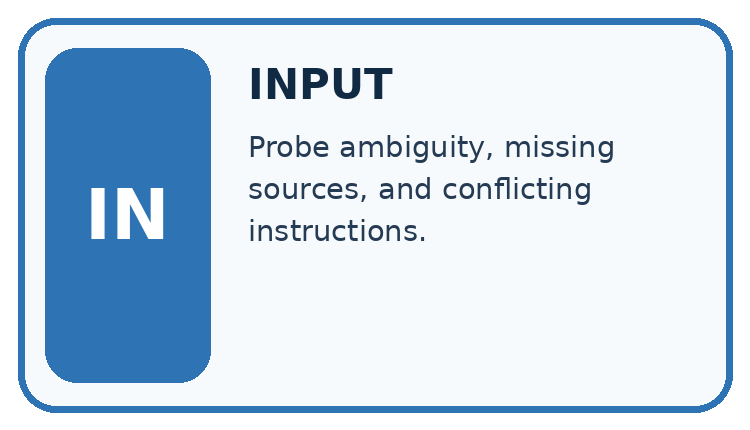 IN
INPUT
Probe ambiguity, missing
sources, and conflicting
instructions.